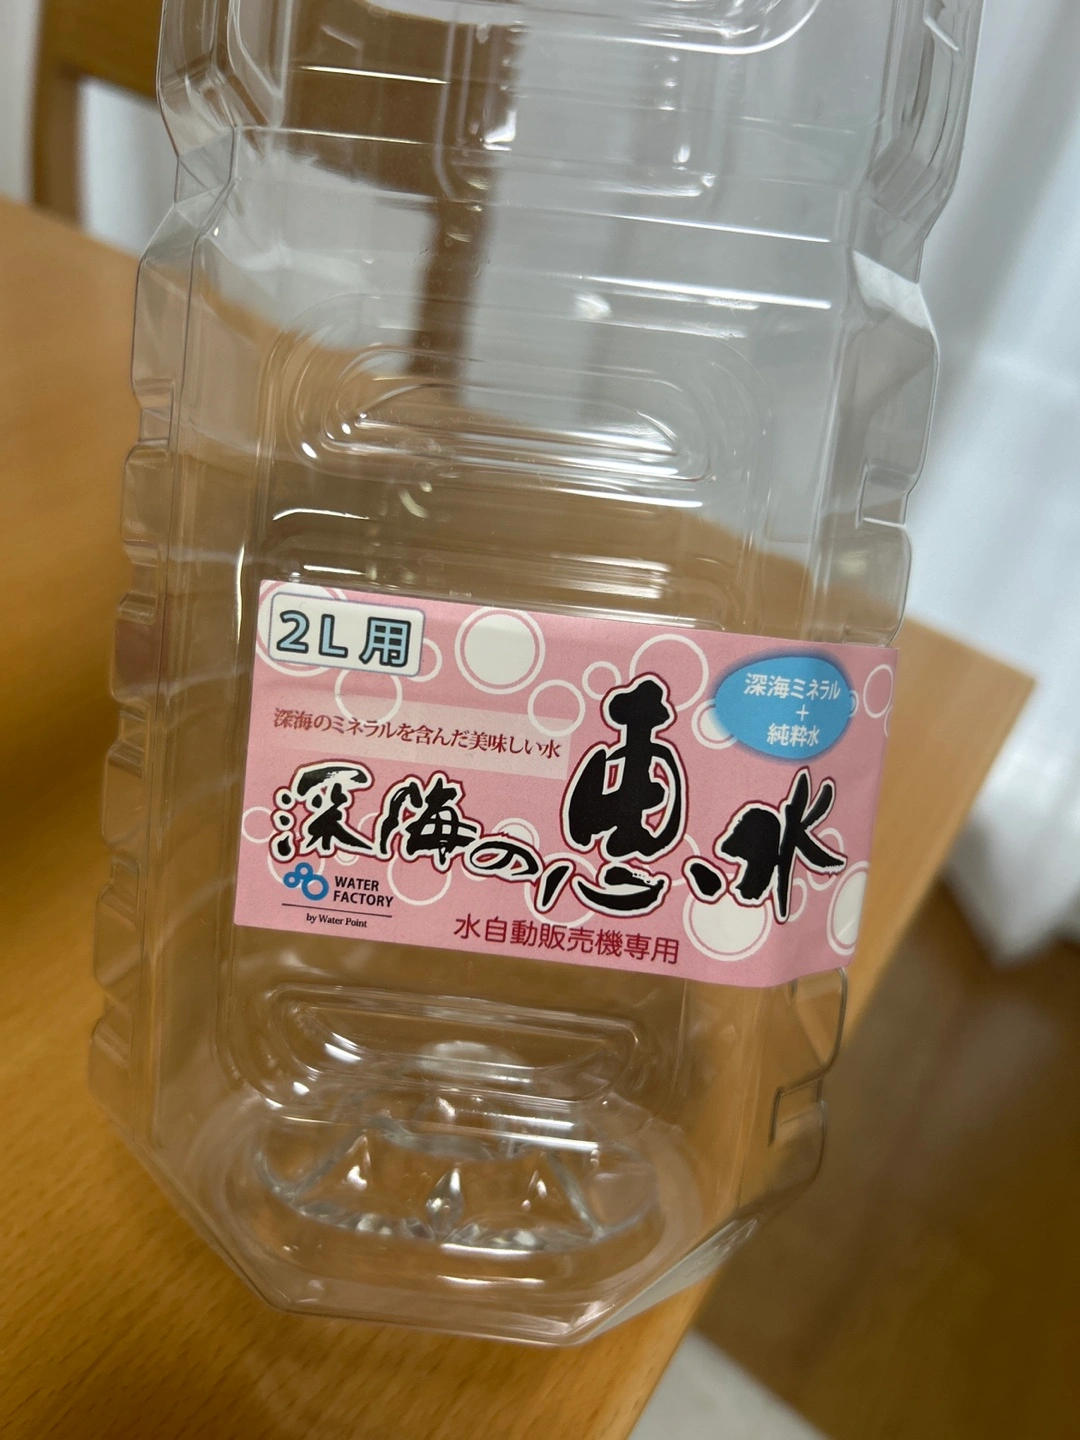 2L用
深海ミネラル
+
純粋水
深海のミネラルを含んだ美味しい水
深海の恵水
WATER
FACTORY
by Water Point
水自動販売機専用